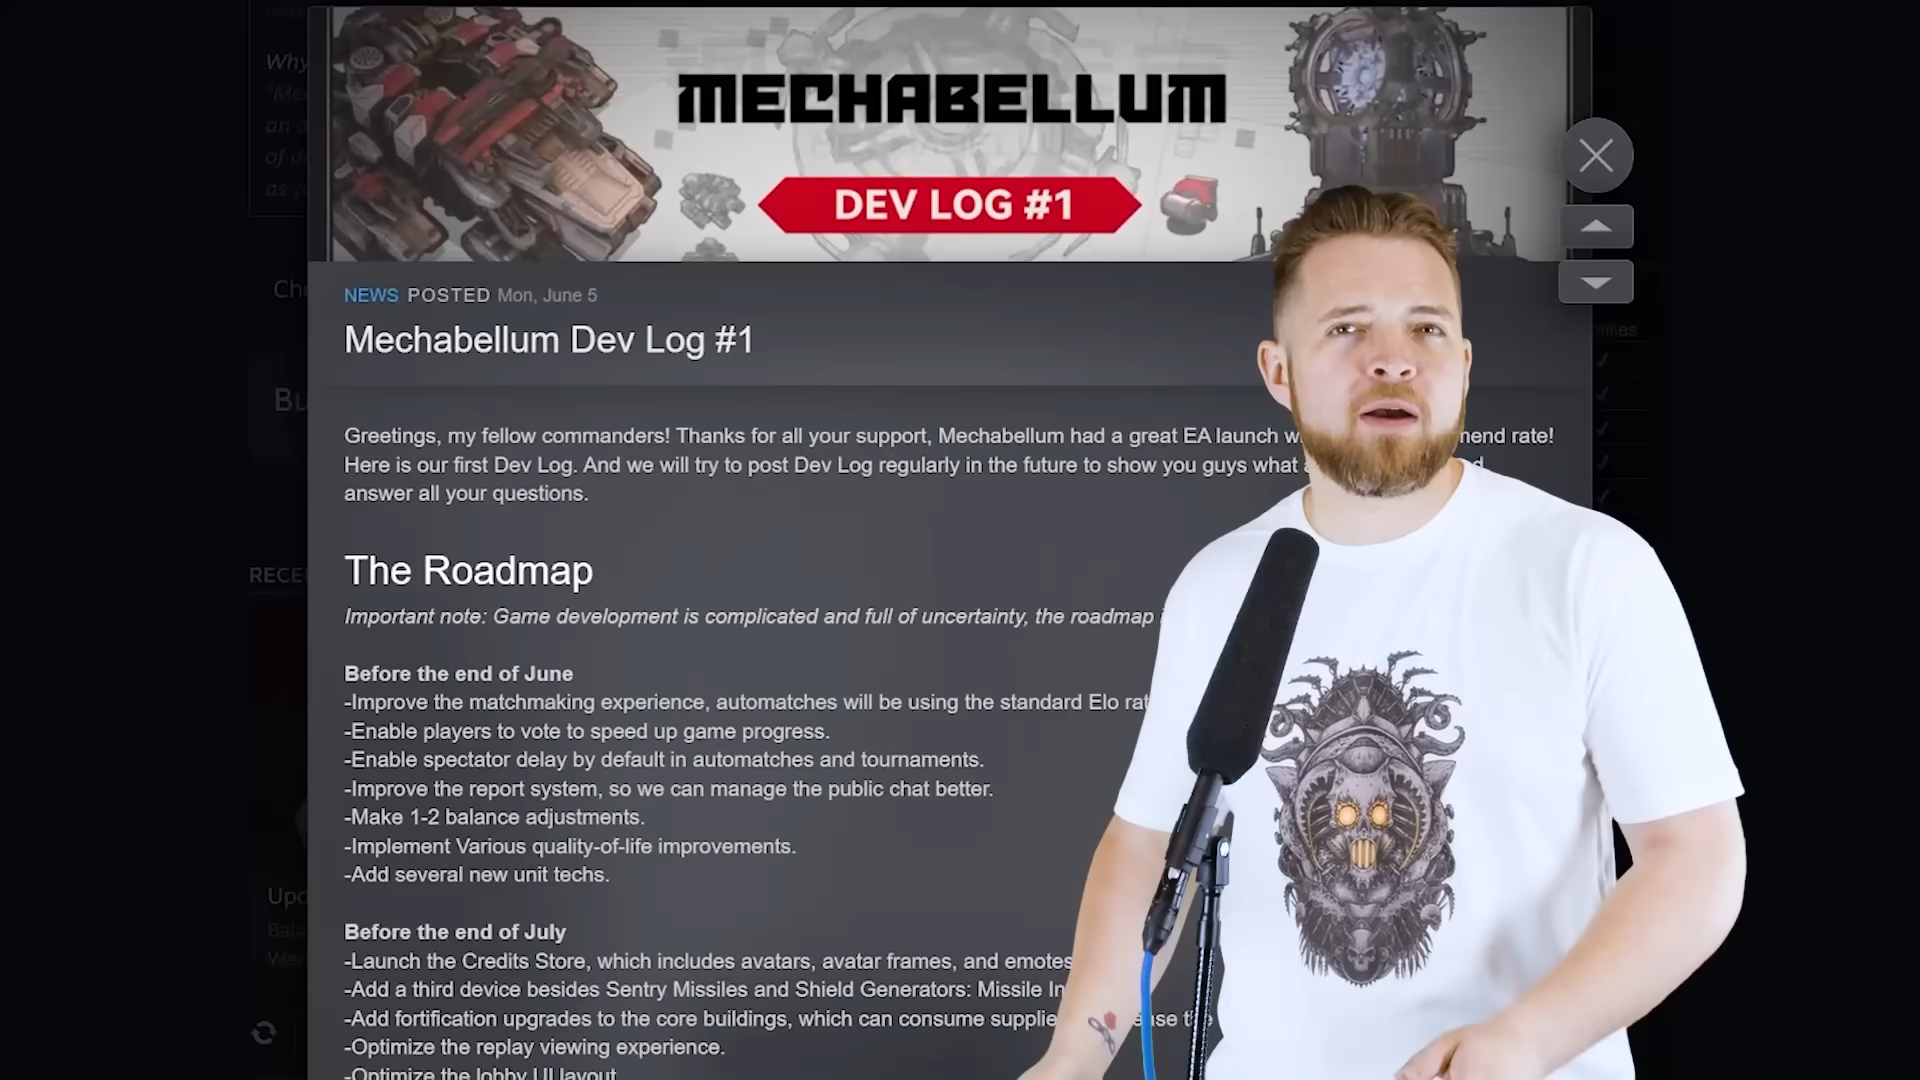 MECHABELLUM
DEV LOG #1
NEWS POSTED Mon, June 5
Mechabellum Dev Log #1
Greetings, my fellow commanders! Thanks for all your support, Mechabellum had a great EA launch rate!
Here is our first Dev Log. And we will try to post Dev Log regularly in the future to show you guys what
answer all your questions.
The Roadmap
Important note: Game development is complicated and full of uncertainty, the roadmap
Before the end of June
-Improve the matchmaking experience, automatches will be using the standard Elo
-Enable players to vote to speed up game progress.
-Enable spectator delay by default in automatches and tournaments.
-Improve the report system, so we can manage the public chat better.
-Make 1-2 balance adjustments.
-Implement Various quality-of-life improvements.
-Add several new unit techs.
Before the end of July
-Launch the Credits Store, which includes avatars, avatar frames, and emotes
-Add a third device besides Sentry Missiles and Shield Generators: Missile
-Add fortification upgrades to the core buildings, which can consume
-Optimize the replay viewing experience.
-Optimize the lobby UI layout